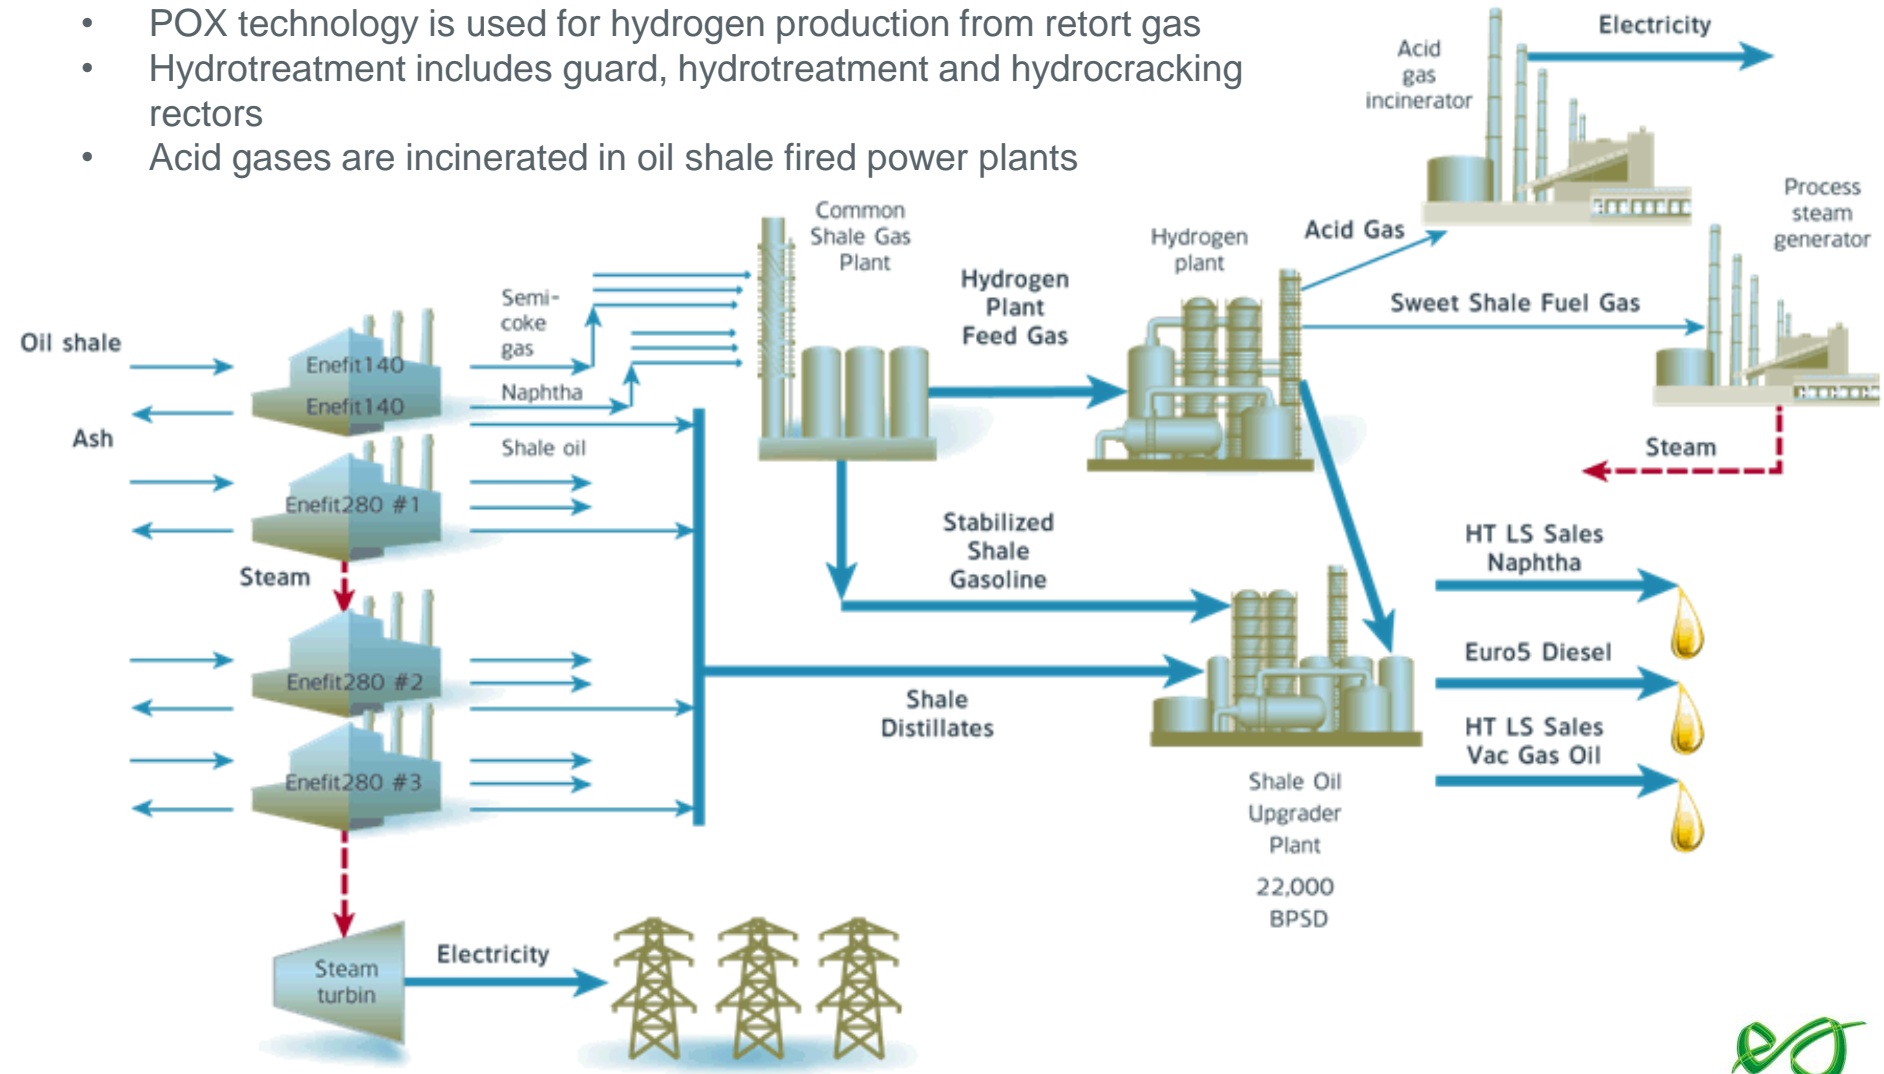 • POX technology is used for hydrogen production from retort gas
• Hydrotreatment includes guard, hydrotreatment and hydrocracking
rectors
• Acid gases are incinerated in oil shale fired power plants
Electricity
Acid
gas
incinerator
Process
steam
generator
Common
Shale Gas
Plant
Hydrogen
plant
Acid Gas
Hydrogen
Plant
Feed Gas
Sweet Shale Fuel Gas
Semi-
coke
gas
Oil shale
Enefit140
Naphtha
Enefit140
Ash
Shale oil
Steam
Enefit280 #1
Stabilized
Shale
Gasoline
HT LS Sales
Naphtha
Steam
Euro5 Diesel
Enefit280 #2
Shale
Distillates
HT LS Sales
Vac Gas Oil
Enefit280 #3
Shale Oil
Upgrader
Plant
22,000
BPSD
Electricity
Steam
turbin